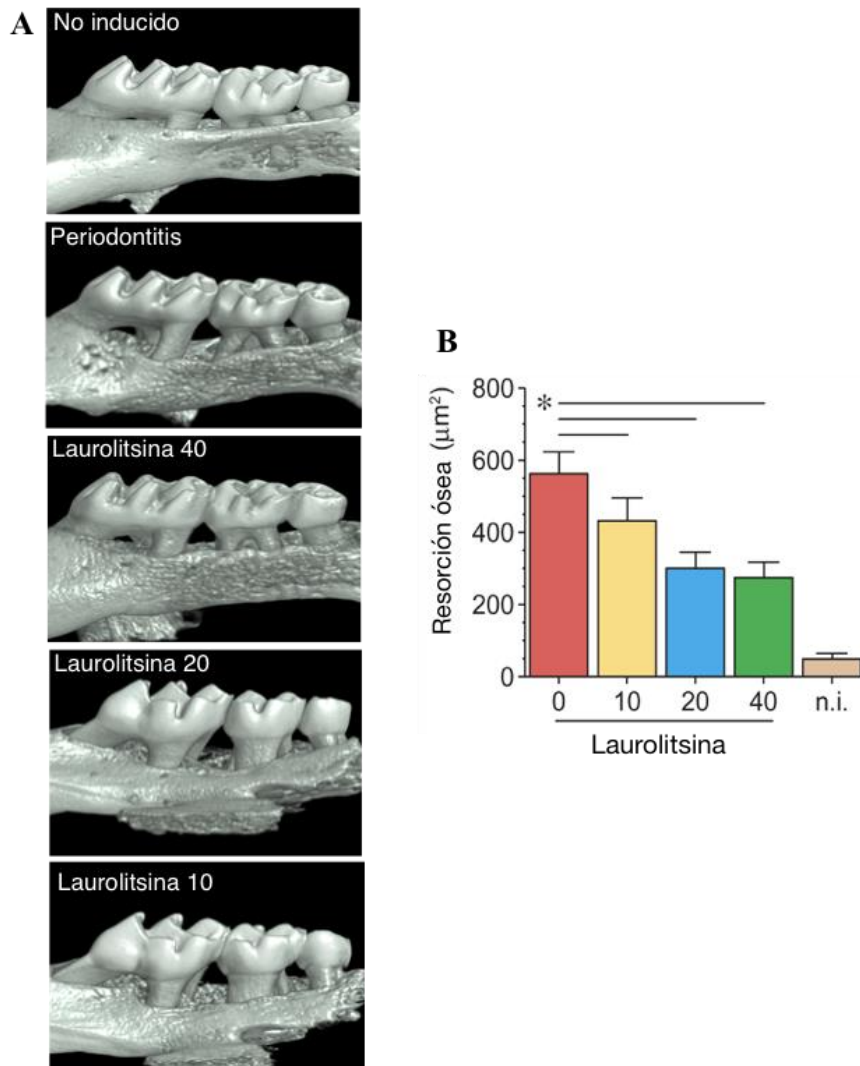 A
No inducido
Periodontitis
Laurolitsina 40
Laurolitsina 20
Laurolitsina 10
B
Resorción ósea (μm²)
800
600
400
200
0
*
0 10 20 40 n.i.
Laurolitsina